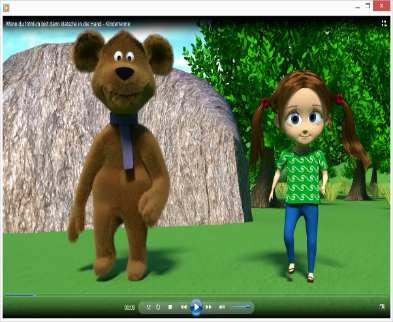 Wenn du fröhlich bist dann klatsche in die Hand - Kinderreime